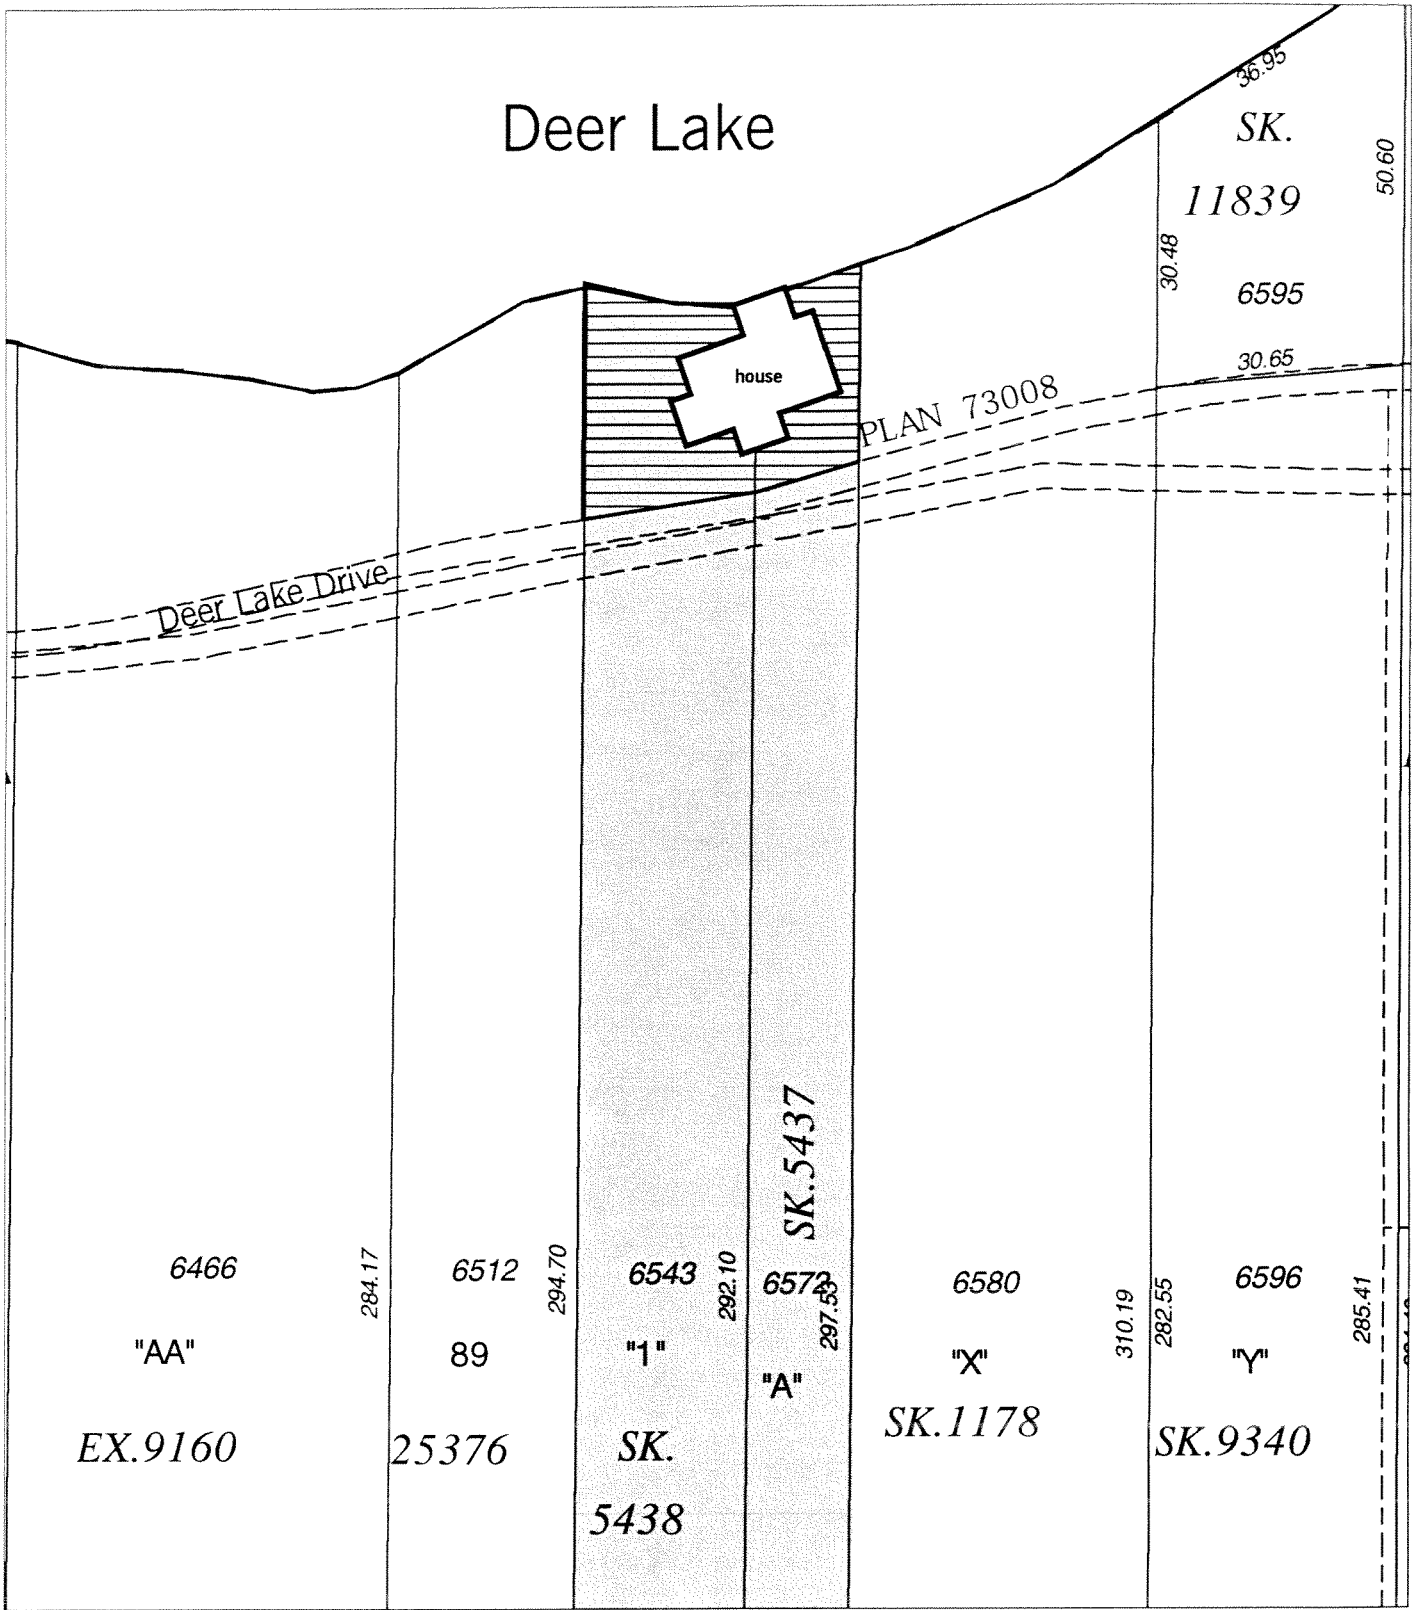 36.95
Deer Lake
SK.
50.60
11839
30.48
6595
30.65
house
PLAN 73008
Deer Lake Drive
SK.5437
6466
284.17
6512
294.70
6543
292.10
6572
297.53
6580
310.19
282.55
6596
285.41
"AA"
89
"1"
"A"
"X"
"Y"
EX.9160
25376
SK.
5438
SK.1178
SK.9340